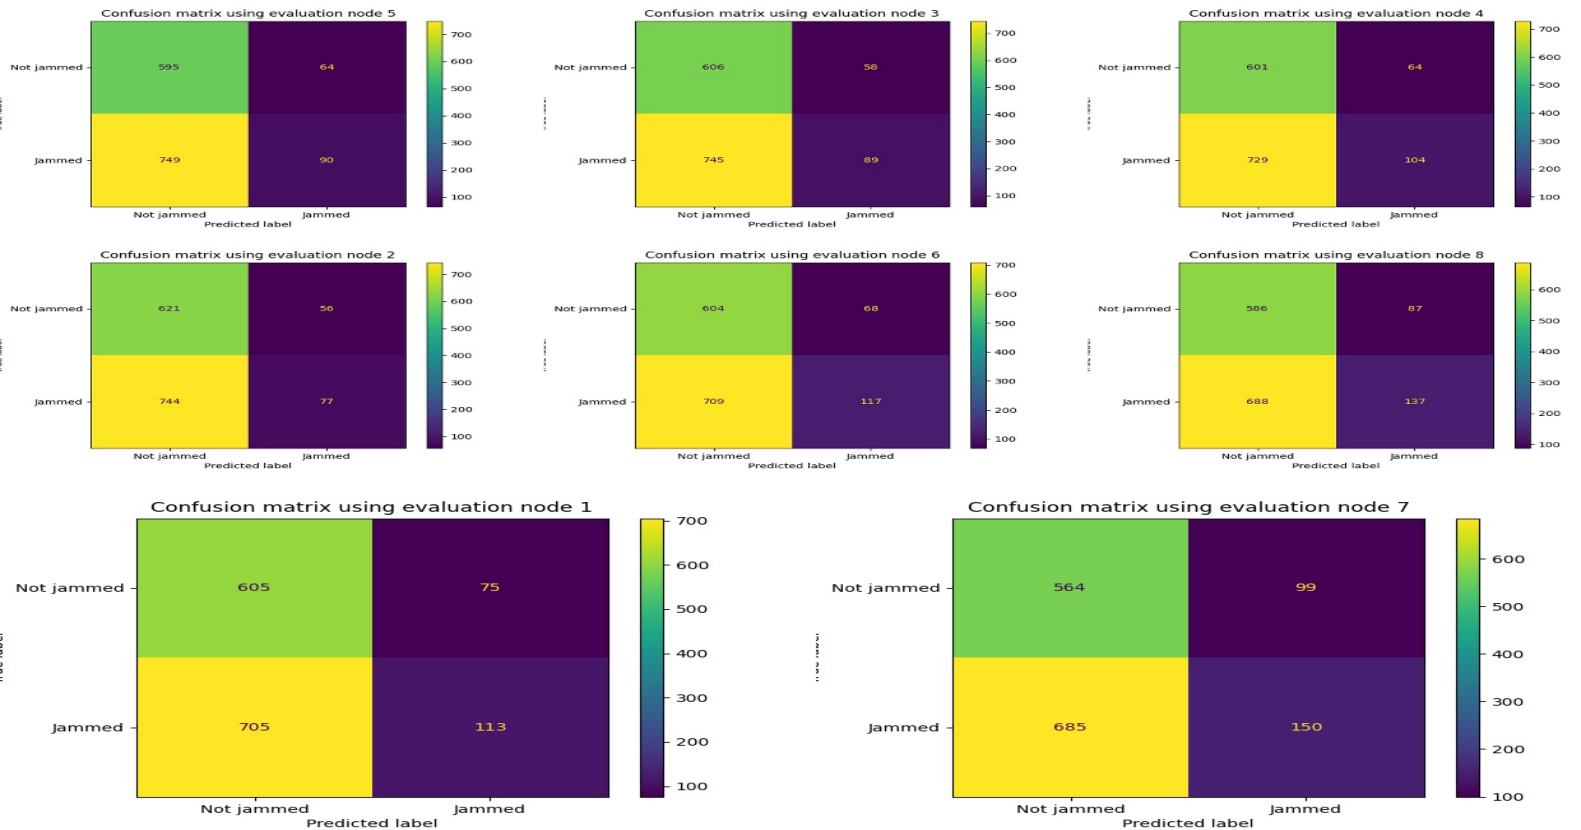 Confusion matrix using evaluation node 5
Not jammed
595
64
Jammed
749
90
Not jammed
Jammed
Predicted label
700
600
500
400
300
200
100
Confusion matrix using evaluation node 3
Not jammed
606
58
Jammed
745
89
Not jammed
Jammed
Predicted label
700
600
500
400
300
200
100
Confusion matrix using evaluation node 4
Not jammed
601
64
Jammed
729
104
Not jammed
Jammed
Predicted label
700
600
500
400
300
200
100
Confusion matrix using evaluation node 2
Not jammed
621
56
Jammed
744
77
Not jammed
Jammed
Predicted label
700
600
500
400
300
200
100
Confusion matrix using evaluation node 6
Not jammed
604
68
Jammed
709
117
Not jammed
Jammed
Predicted label
700
600
500
400
300
200
100
Confusion matrix using evaluation node 8
Not jammed
586
87
Jammed
688
137
Not jammed
Jammed
Predicted label
600
500
400
300
200
100
Confusion matrix using evaluation node 1
Not jammed
605
75
Jammed
705
113
Not jammed
Jammed
Predicted label
700
600
500
400
300
200
100
Confusion matrix using evaluation node 7
564
99
685
150
Not jammed
Jammed
Not jammed
Jammed
Predicted label
600
500
400
300
200
100